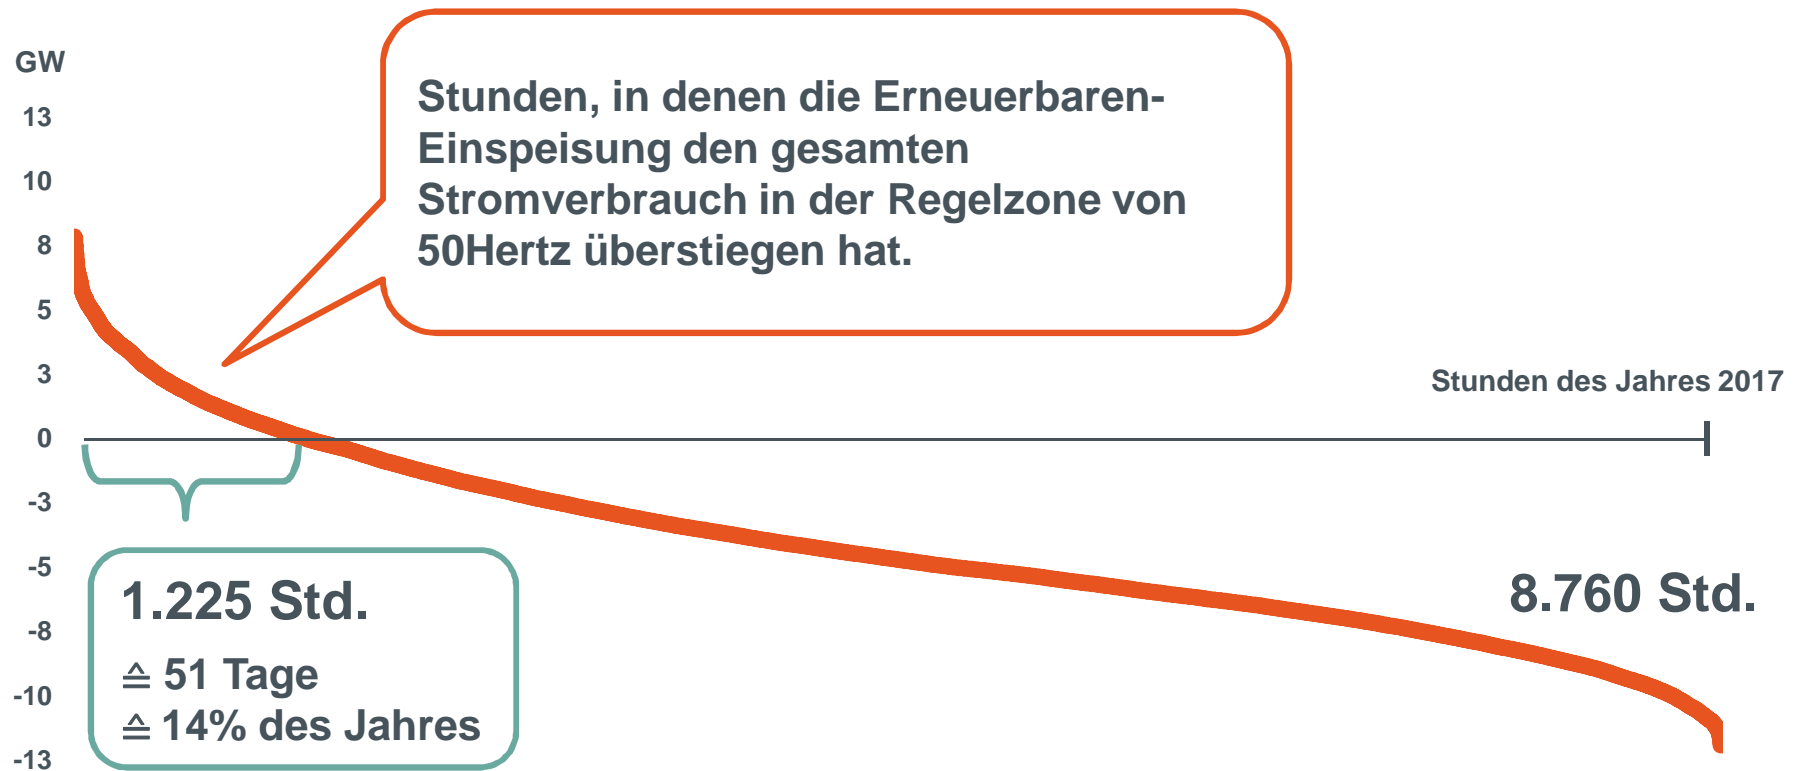 GW
13
10
8
5
3
0
-3
-5
-8
-10
-13
Stunden, in denen die Erneuerbaren-
Einspeisung den gesamten
Stromverbrauch in der Regelzone von
50Hertz überstiegen hat.
Stunden des Jahres 2017
1.225 Std.
≙ 51 Tage
≙ 14% des Jahres
8.760 Std.